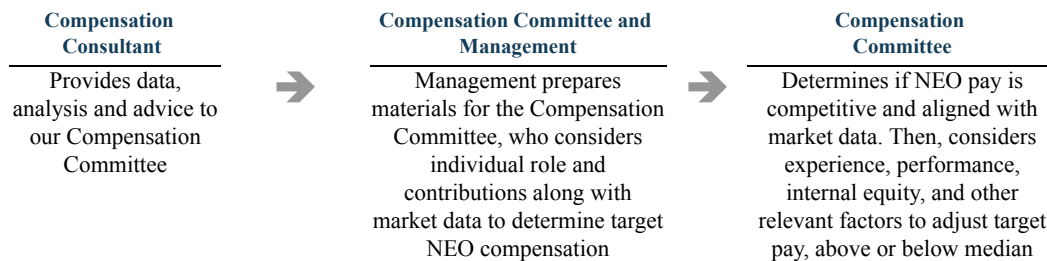 Compensation
Consultant
Provides data,
analysis and advice to
our Compensation
Committee
Compensation Committee and
Management
Management prepares
materials for the Compensation
Committee, who considers
individual role and
contributions along with
market data to determine target
NEO compensation
Compensation
Committee
Determines if NEO pay is
competitive and aligned with
market data. Then, considers
experience, performance,
internal equity, and other
relevant factors to adjust target
pay, above or below median